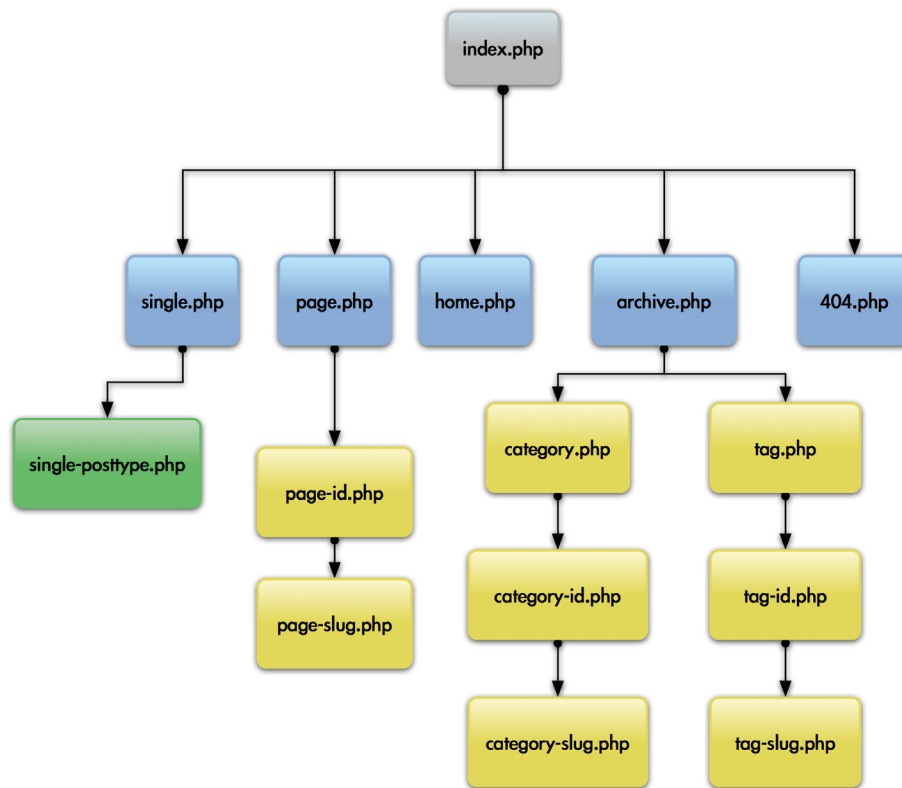 index.php
single.php
page.php
home.php
archive.php
404.php
single-posttype.php
category.php
tag.php
page-id.php
category-id.php
tag-id.php
page-slug.php
category-slug.php
tag-slug.php